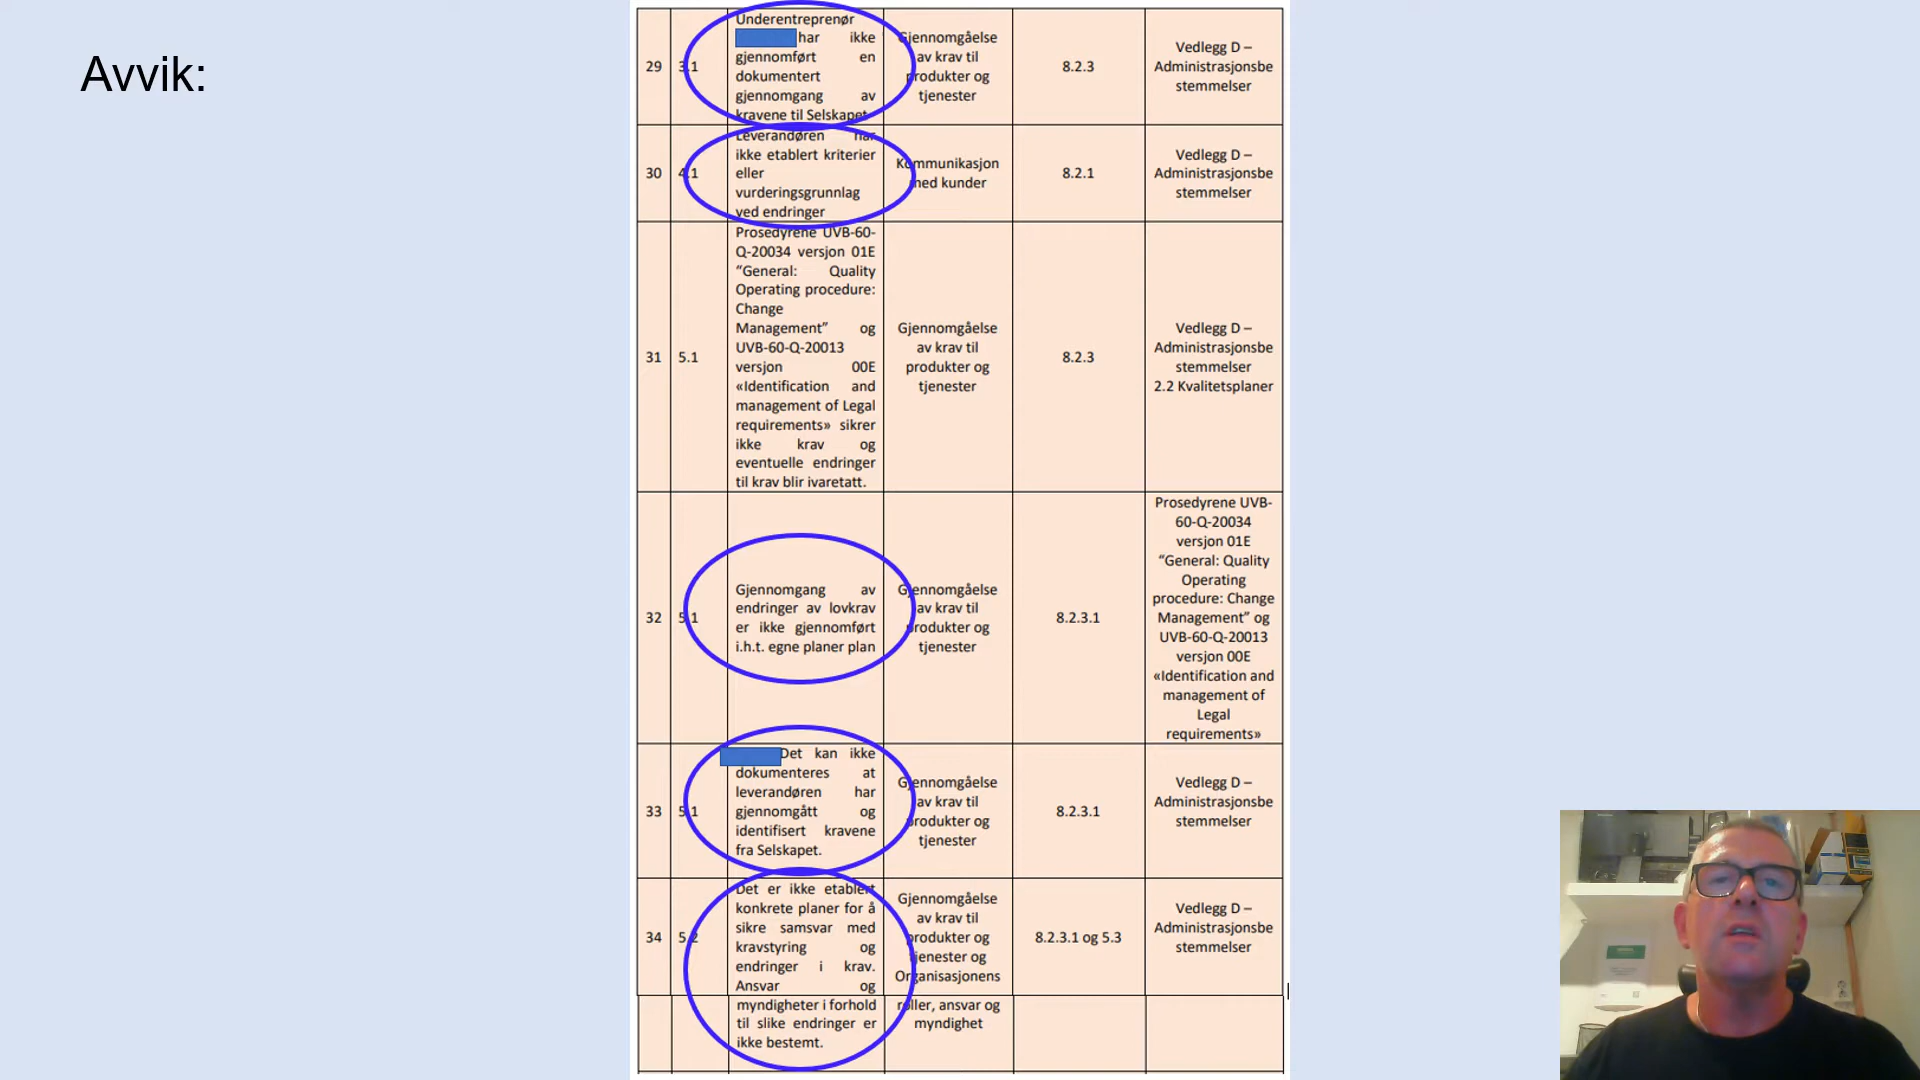 Avvik:
29
3.1
Underentreprenør
har ikke
gjennomført en
dokumentert
gjennomgang av
kravene til Selskapet
Gjennomgåelse
av krav til
produkter og
tjenester
8.2.3
Vedlegg D –
Administrasjonsbe
stemmelser
30
4.1
Leverandøren har
ikke etablert kriterier
eller
vurderingsgrunnlag
ved endringer
Kommunikasjon
med kunder
8.2.1
Vedlegg D –
Administrasjonsbe
stemmelser
31
5.1
Prosedyrene UVB-60-
Q-20034 versjon 01E
“General: Quality
Operating procedure:
Change
Management” og
UVB-60-Q-20013
versjon 00E
«Identification and
management of Legal
requirements» sikrer
ikke krav og
eventuelle endringer
til krav blir ivaretatt.
Gjennomgåelse
av krav til
produkter og
tjenester
8.2.3
Vedlegg D –
Administrasjonsbe
stemmelser
2.2 Kvalitetsplaner
32
5.1
Gjennomgang av
endringer av lovkrav
er ikke gjennomført
i.h.t. egne planer plan
Gjennomgåelse
av krav til
produkter og
tjenester
8.2.3.1
Prosedyrene UVB-
60-Q-20034
versjon 01E
“General: Quality
Operating
procedure: Change
Management” og
UVB-60-Q-20013
versjon 00E
«Identification and
management of
Legal
requirements»
33
5.1
Det kan ikke
dokumenteres at
leverandøren har
gjennomgått og
identifisert kravene
fra Selskapet.
Gjennomgåelse
av krav til
produkter og
tjenester
8.2.3.1
Vedlegg D –
Administrasjonsbe
stemmelser
34
5.2
Det er ikke etablert
konkrete planer for å
sikre samsvar med
kravstyring og
endringer i krav.
Ansvar og
myndigheter i forhold
til slike endringer er
ikke bestemt.
Gjennomgåelse
av krav til
produkter og
tjenester og
Organisasjonens
roller, ansvar og
myndighet
8.2.3.1 og 5.3
Vedlegg D –
Administrasjonsbe
stemmelser